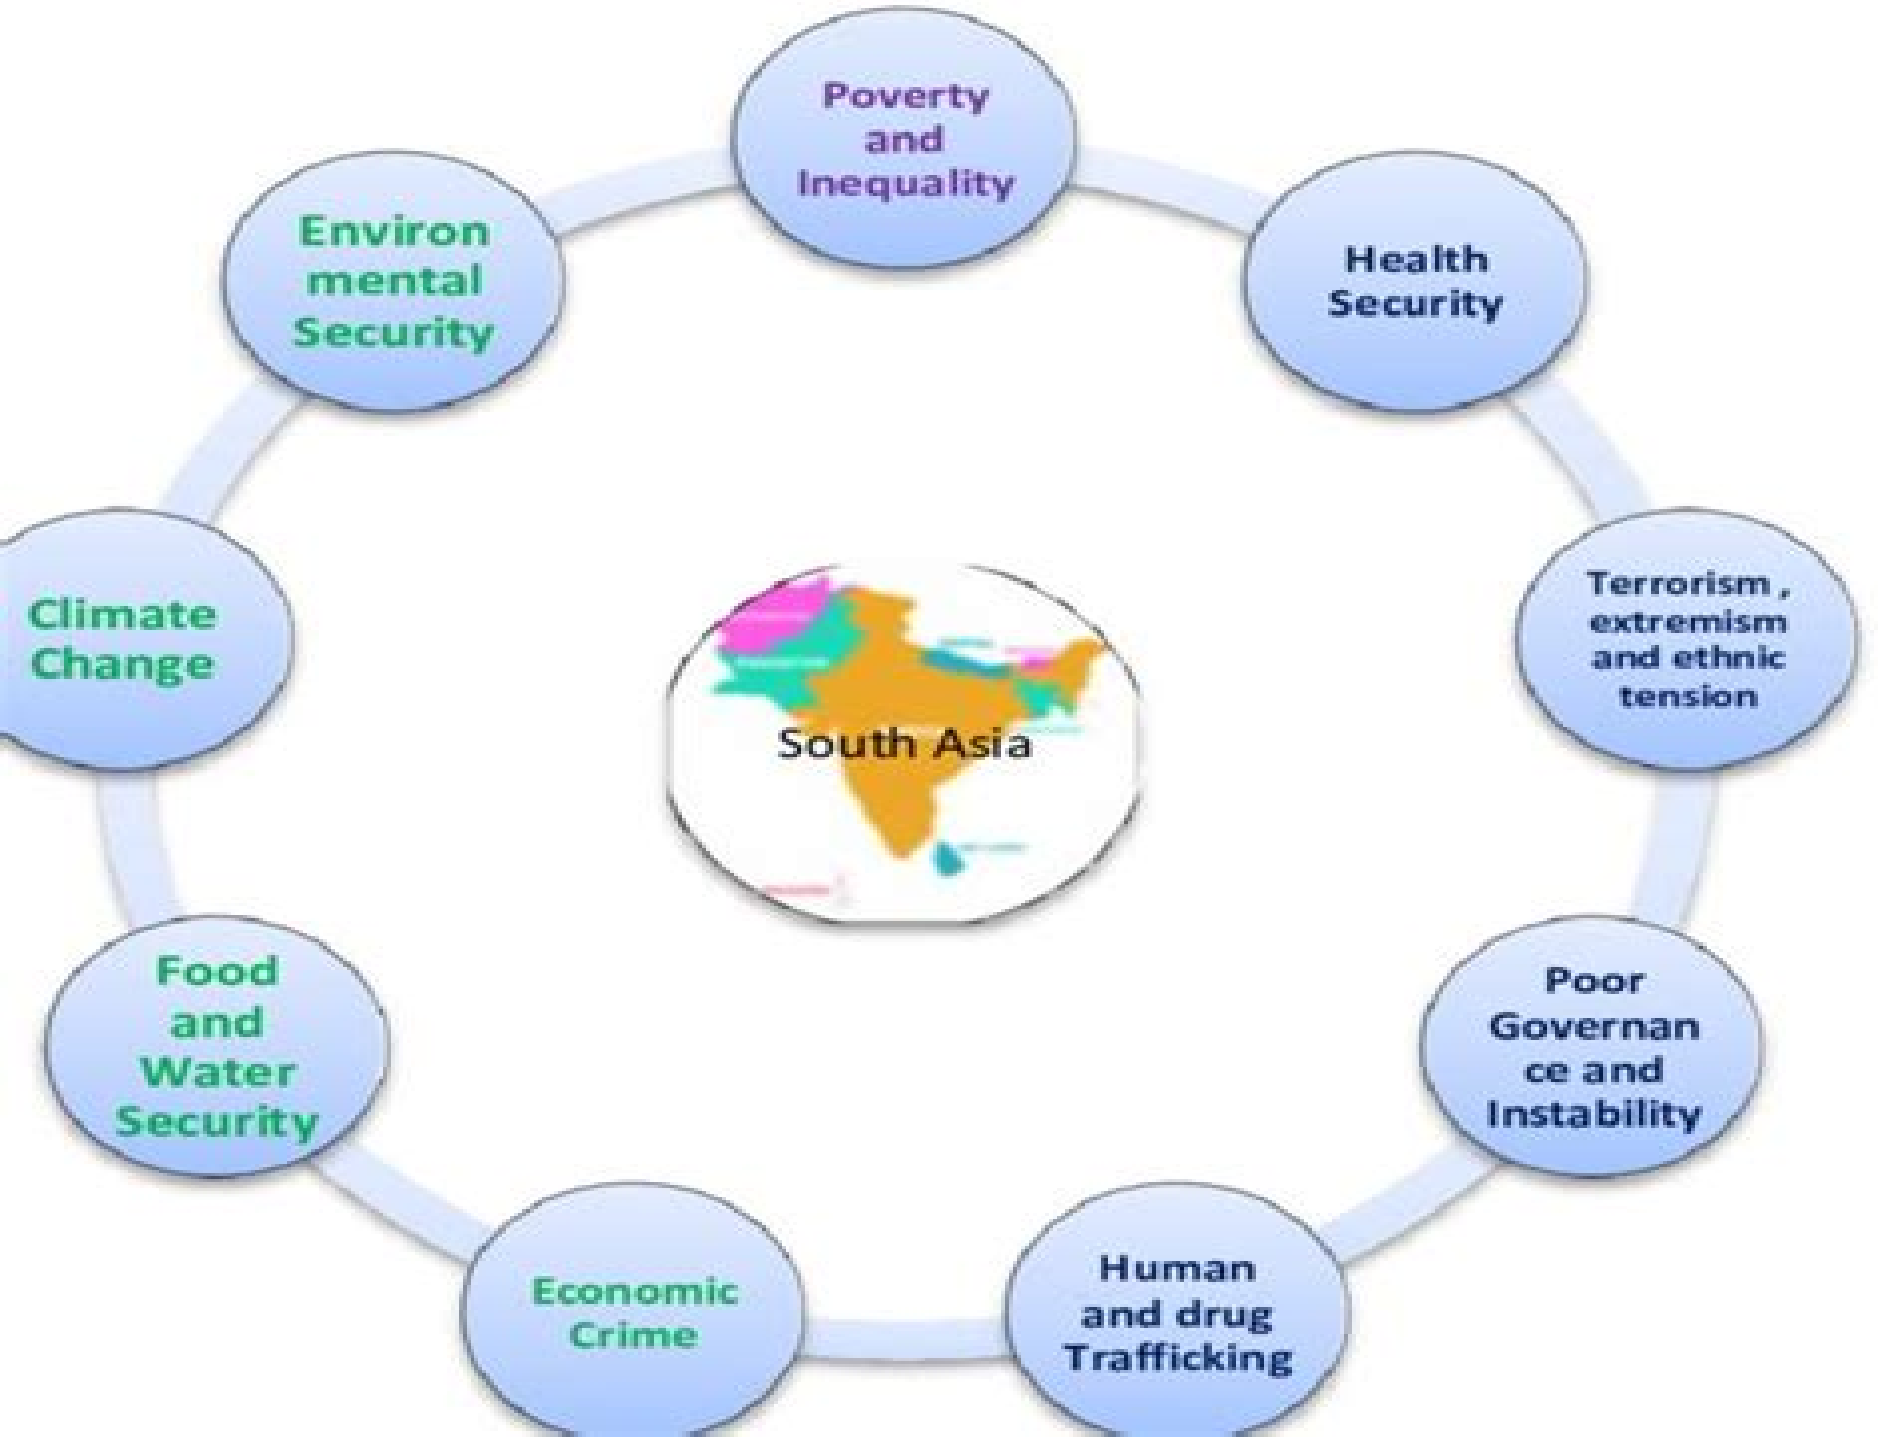 Poverty
and
Inequality
Health
Security
Terrorism ,
extremism
and ethnic
tension
Poor
Governan
ce and
Instability
Human
and drug
Trafficking
Economic
Crime
Food
and
Water
Security
Climate
Change
Environ
mental
Security
South Asia